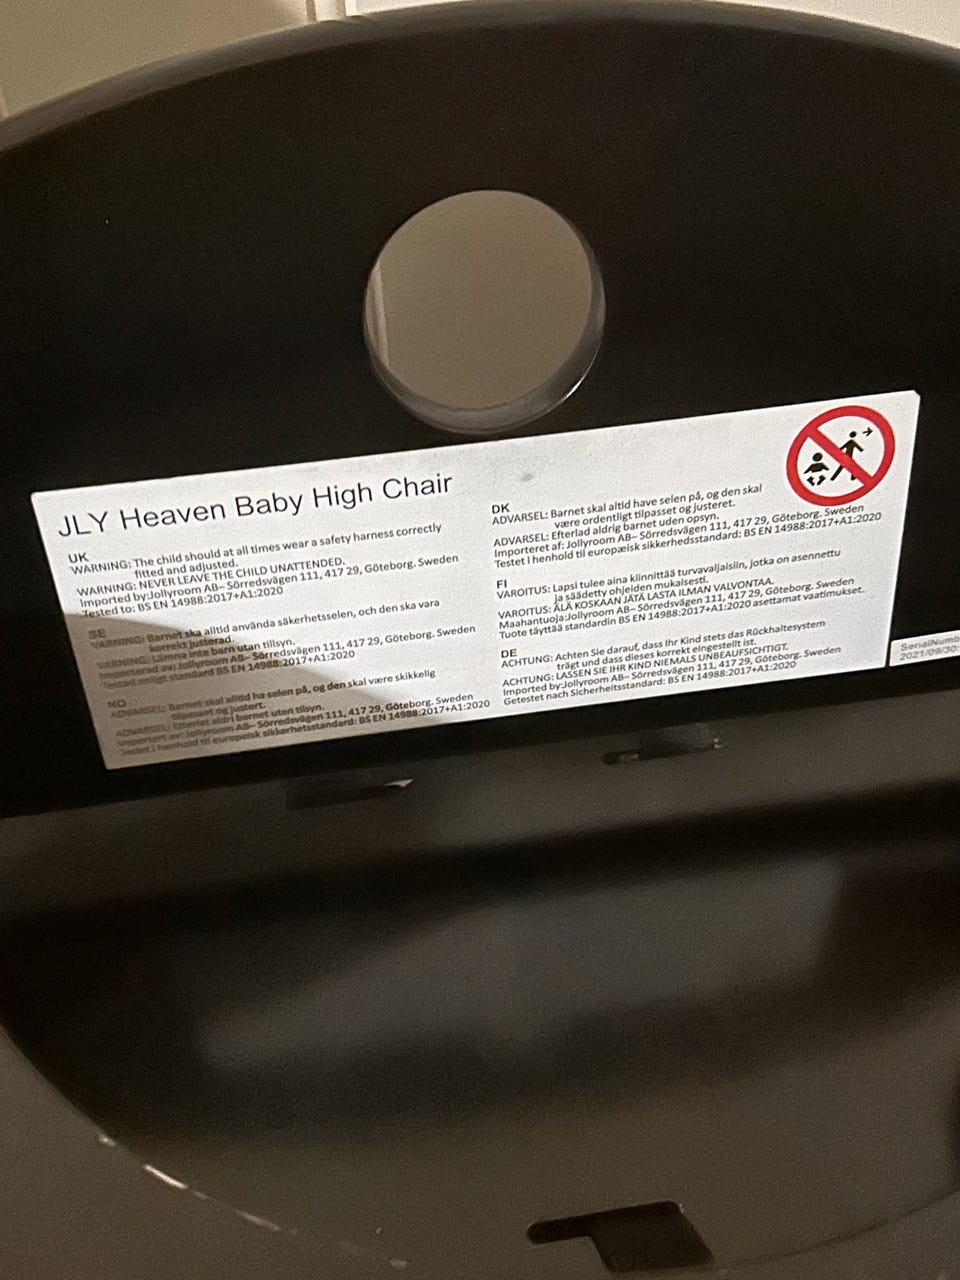 JLY Heaven Baby High Chair
UK
WARNING: The child should at all times wear a safety harness correctly
fitted and adjusted.
WARNING: NEVER LEAVE THE CHILD UNATTENDED.
Imported by:Jollyroom AB– Sörredsvägen 111, 417 29, Göteborg. Sweden
Tested to: BS EN 14988:2017+A1:2020
SE
VARNING: Barnet ska alltid använda säkerhetsselen, och den ska vara
korrekt justerad.
VARNING: Lämna inte barn utan tillsyn.
Importerad av: Jollyroom AB– Sörredsvägen 111, 417 29, Göteborg. Sweden
Testad enligt standard BS EN 14988:2017+A1:2020
NO
ADVARSEL: Barnet skal alltid ha selen på, og den skal være skikkelig
tilpasset og justert.
ADVARSEL: Etterlat aldri barnet uten tilsyn.
Importert av: Jollyroom AB– Sörredsvägen 111, 417 29, Göteborg. Sweden
Testet i henhold til europeisk sikkerhetsstandard: BS EN 14988:2017+A1:2020
DK
ADVARSEL: Barnet skal altid have selen på, og den skal
være ordentligt tilpasset og justeret.
ADVARSEL: Efterlad aldrig barnet uden opsyn.
Importeret af: Jollyroom AB– Sörredsvägen 111, 417 29, Göteborg. Sweden
Testet i henhold til europæisk sikkerhedsstandard: BS EN 14988:2017+A1:2020
FI
VAROITUS: Lapsi tulee aina kiinnittää turvavaljaisiin, jotka on asennettu
ja säädetty ohjeiden mukaisesti.
VAROITUS: ÄLÄ KOSKAAN JÄTÄ LASTA ILMAN VALVONTAA.
Maahantuoja:Jollyroom AB– Sörredsvägen 111, 417 29, Göteborg. Sweden
Tuote täyttää standardin BS EN 14988:2017+A1:2020 asettamat vaatimukset.
DE
ACHTUNG: Achten Sie darauf, dass Ihr Kind stets das Rückhaltesystem
trägt und dass dieses korrekt eingestellt ist.
ACHTUNG: LASSEN SIE IHR KIND NIEMALS UNBEAUFSICHTIGT.
Imported by:Jollyroom AB– Sörredsvägen 111, 417 29, Göteborg. Sweden
Getestet nach Sicherheitsstandard: BS EN 14988:2017+A1:2020
SerialNumb
2021/09/30